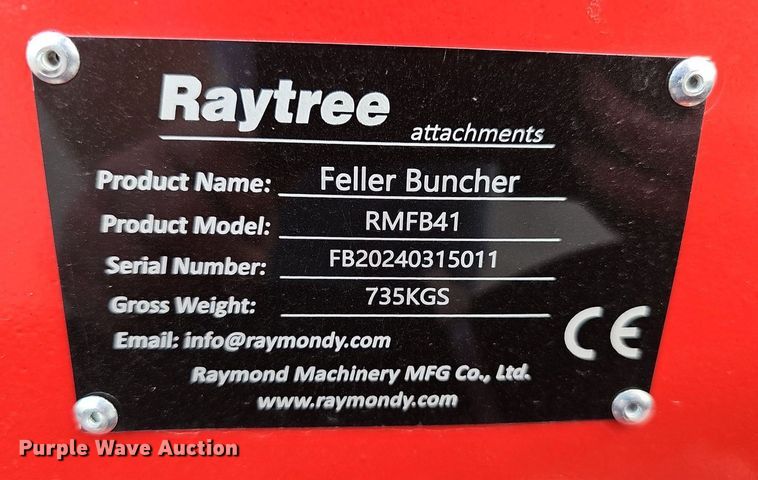 Raytree
attachments
Product Name: Feller Buncher
Product Model: RMFB41
Serial Number: FB20240315011
Gross Weight: 735KGS
Email: info@raymondy.com
CE
Raymond Machinery MFG Co., Ltd.
www.raymondy.com
Purple Wave Auction